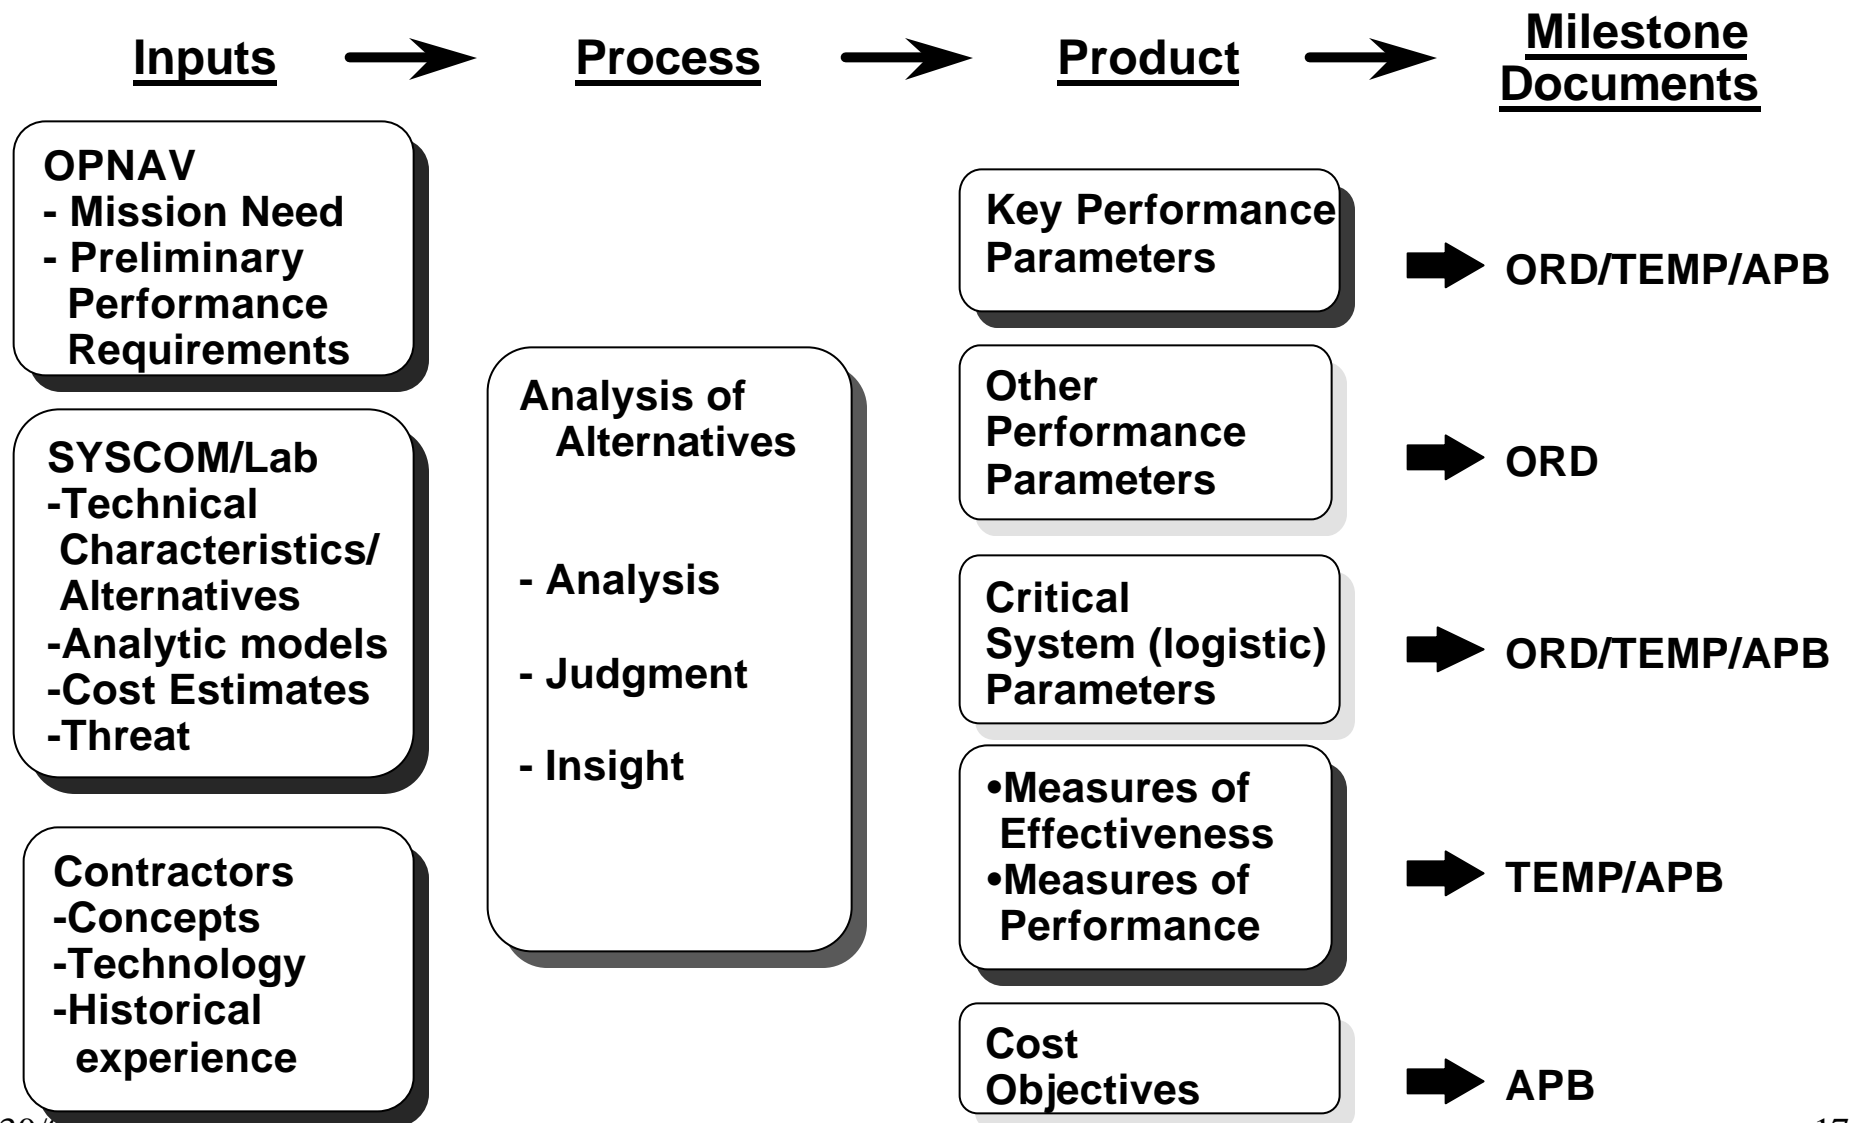 Inputs
Process
Product
Milestone
Documents
OPNAV
- Mission Need
- Preliminary
Performance
Requirements
SYSCOM/Lab
-Technical
Characteristics/
Alternatives
-Analytic models
-Cost Estimates
-Threat
Contractors
-Concepts
-Technology
-Historical
experience
Analysis of
Alternatives
- Analysis
- Judgment
- Insight
Key Performance
Parameters
ORD/TEMP/APB
Other
Performance
Parameters
ORD
Critical
System (logistic)
Parameters
ORD/TEMP/APB
•Measures of
Effectiveness
•Measures of
Performance
TEMP/APB
Cost
Objectives
APB